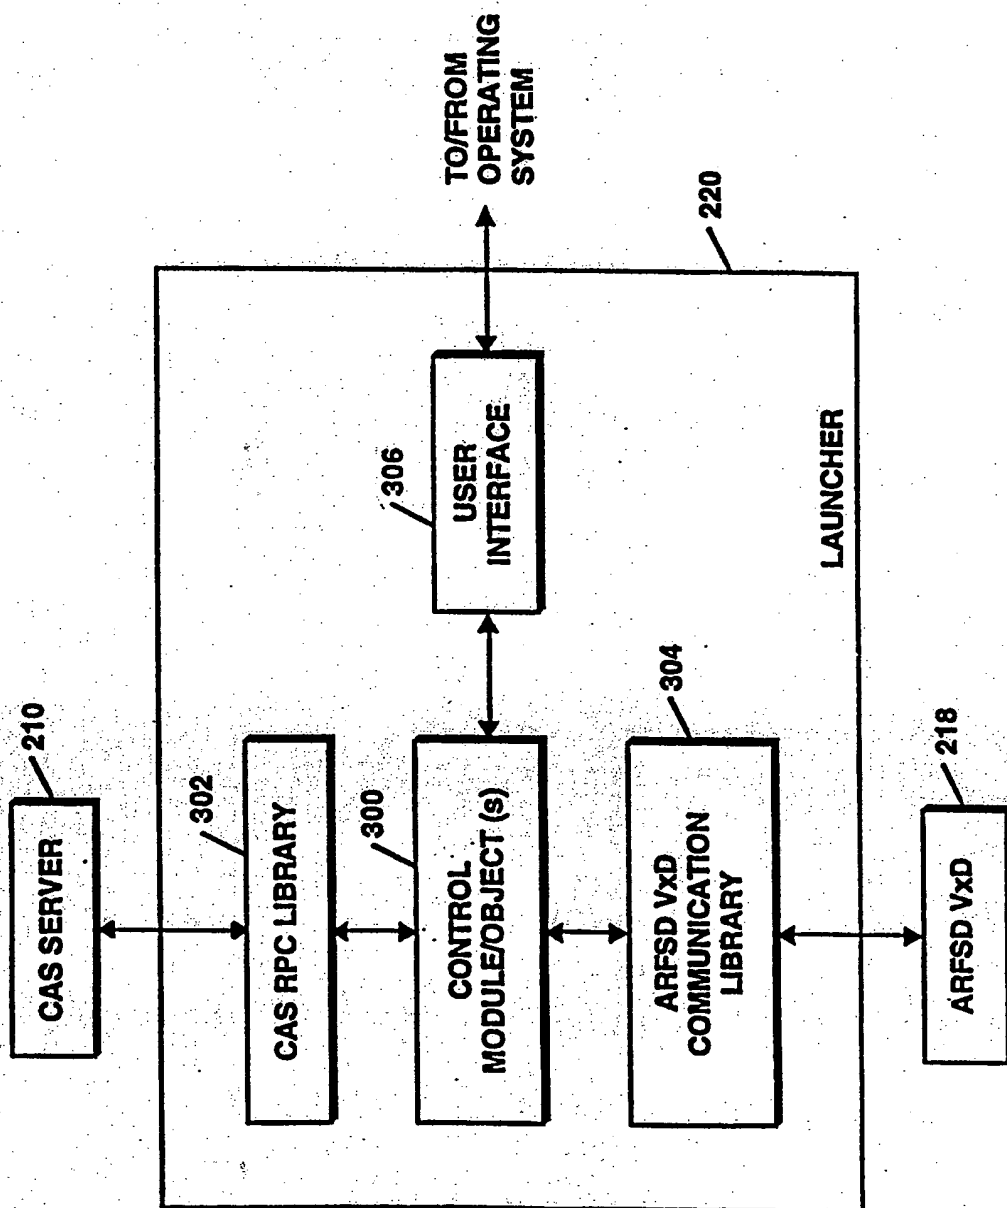 CAS SERVER
210
302
CAS RPC LIBRARY
300
CONTROL
MODULE/OBJECT (s)
306
USER
INTERFACE
TO/FROM
OPERATING
SYSTEM
304
ARFSD VxD
COMMUNICATION
LIBRARY
LAUNCHER
220
ARFSD VxD
218